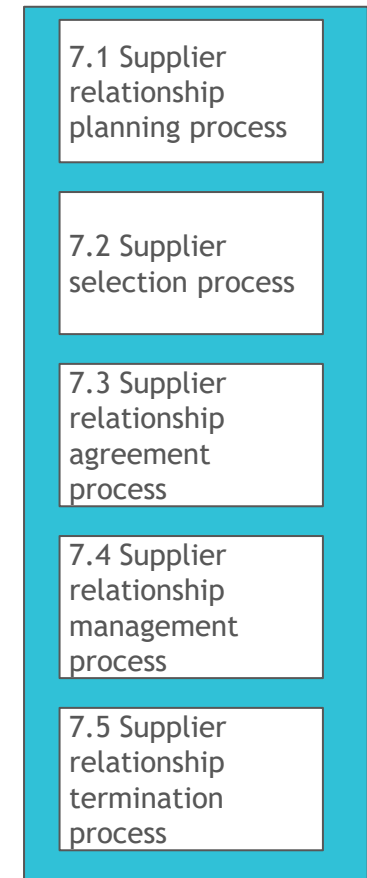 7.1 Supplier
relationship
planning process
7.2 Supplier
selection process
7.3 Supplier
relationship
agreement
process
7.4 Supplier
relationship
management
process
7.5 Supplier
relationship
termination
process